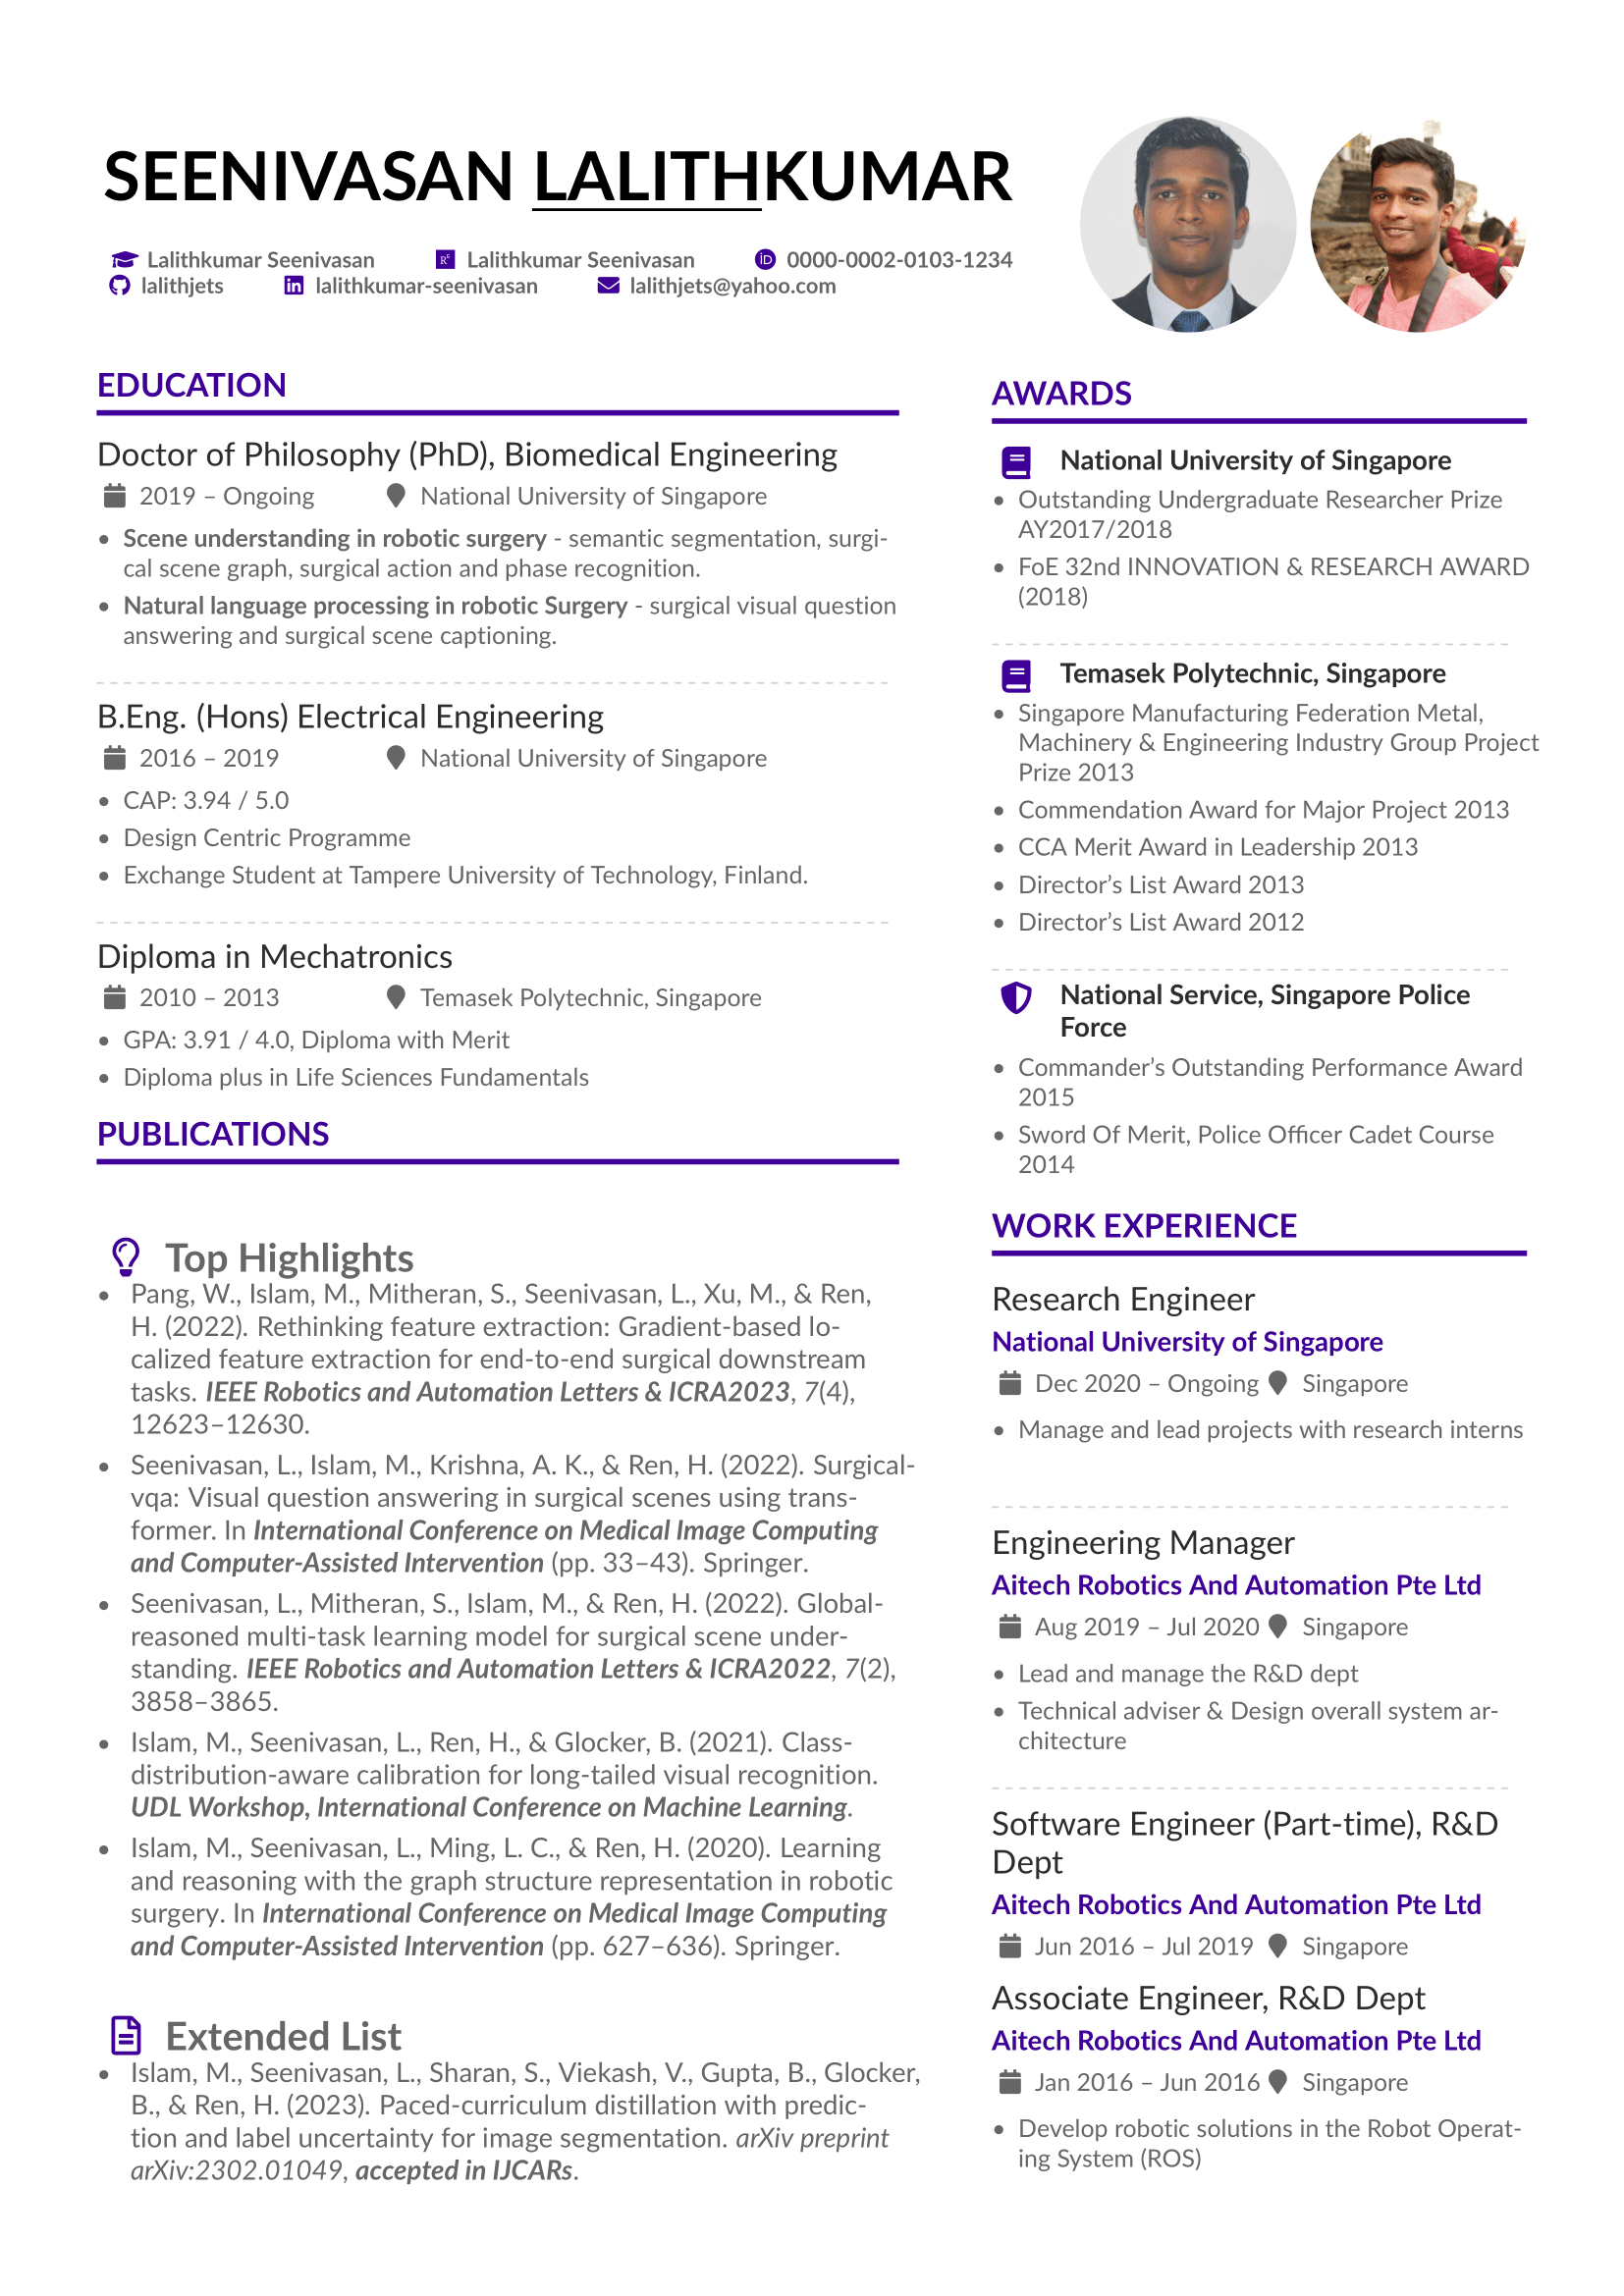 SEENIVASAN LALITHKUMAR
Lalithkumar Seenivasan Lalithkumar Seenivasan 0000-0002-0103-1234
lalithjets lalithkumar-seenivasan lalithjets@yahoo.com
EDUCATION
Doctor of Philosophy (PhD), Biomedical Engineering
2019 – Ongoing National University of Singapore
• Scene understanding in robotic surgery - semantic segmentation, surgi-
cal scene graph, surgical action and phase recognition.
• Natural language processing in robotic Surgery - surgical visual question
answering and surgical scene captioning.
B.Eng. (Hons) Electrical Engineering
2016 – 2019 National University of Singapore
• CAP: 3.94 / 5.0
• Design Centric Programme
• Exchange Student at Tampere University of Technology, Finland.
Diploma in Mechatronics
2010 – 2013 Temasek Polytechnic, Singapore
• GPA: 3.91 / 4.0, Diploma with Merit
• Diploma plus in Life Sciences Fundamentals
PUBLICATIONS
Top Highlights
• Pang, W., Islam, M., Mitheran, S., Seenivasan, L., Xu, M., & Ren,
H. (2022). Rethinking feature extraction: Gradient-based lo-
calized feature extraction for end-to-end surgical downstream
tasks. IEEE Robotics and Automation Letters & ICRA2023, 7(4),
12623–12630.
• Seenivasan, L., Islam, M., Krishna, A. K., & Ren, H. (2022). Surgical-
vqa: Visual question answering in surgical scenes using trans-
former. In International Conference on Medical Image Computing
and Computer-Assisted Intervention (pp. 33–43). Springer.
• Seenivasan, L., Mitheran, S., Islam, M., & Ren, H. (2022). Global-
reasoned multi-task learning model for surgical scene under-
standing. IEEE Robotics and Automation Letters & ICRA2022, 7(2),
3858–3865.
• Islam, M., Seenivasan, L., Ren, H., & Glocker, B. (2021). Class-
distribution-aware calibration for long-tailed visual recognition.
UDL Workshop, International Conference on Machine Learning.
• Islam, M., Seenivasan, L., Ming, L. C., & Ren, H. (2020). Learning
and reasoning with the graph structure representation in robotic
surgery. In International Conference on Medical Image Computing
and Computer-Assisted Intervention (pp. 627–636). Springer.
Extended List
• Islam, M., Seenivasan, L., Sharan, S., Viekash, V., Gupta, B., Glocker,
B., & Ren, H. (2023). Paced-curriculum distillation with predic-
tion and label uncertainty for image segmentation. arXiv preprint
arXiv:2302.01049, accepted in IJCARs.
AWARDS
National University of Singapore
• Outstanding Undergraduate Researcher Prize
AY2017/2018
• FoE 32nd INNOVATION & RESEARCH AWARD
(2018)
Temasek Polytechnic, Singapore
• Singapore Manufacturing Federation Metal,
Machinery & Engineering Industry Group Project
Prize 2013
• Commendation Award for Major Project 2013
• CCA Merit Award in Leadership 2013
• Director's List Award 2013
• Director's List Award 2012
National Service, Singapore Police
Force
• Commander's Outstanding Performance Award
2015
• Sword Of Merit, Police Officer Cadet Course
2014
WORK EXPERIENCE
Research Engineer
National University of Singapore
Dec 2020 – Ongoing Singapore
• Manage and lead projects with research interns
Engineering Manager
Aitech Robotics And Automation Pte Ltd
Aug 2019 – Jul 2020 Singapore
• Lead and manage the R&D dept
• Technical adviser & Design overall system ar-
chitecture
Software Engineer (Part-time), R&D
Dept
Aitech Robotics And Automation Pte Ltd
Jun 2016 – Jul 2019 Singapore
Associate Engineer, R&D Dept
Aitech Robotics And Automation Pte Ltd
Jan 2016 – Jun 2016 Singapore
• Develop robotic solutions in the Robot Operat-
ing System (ROS)